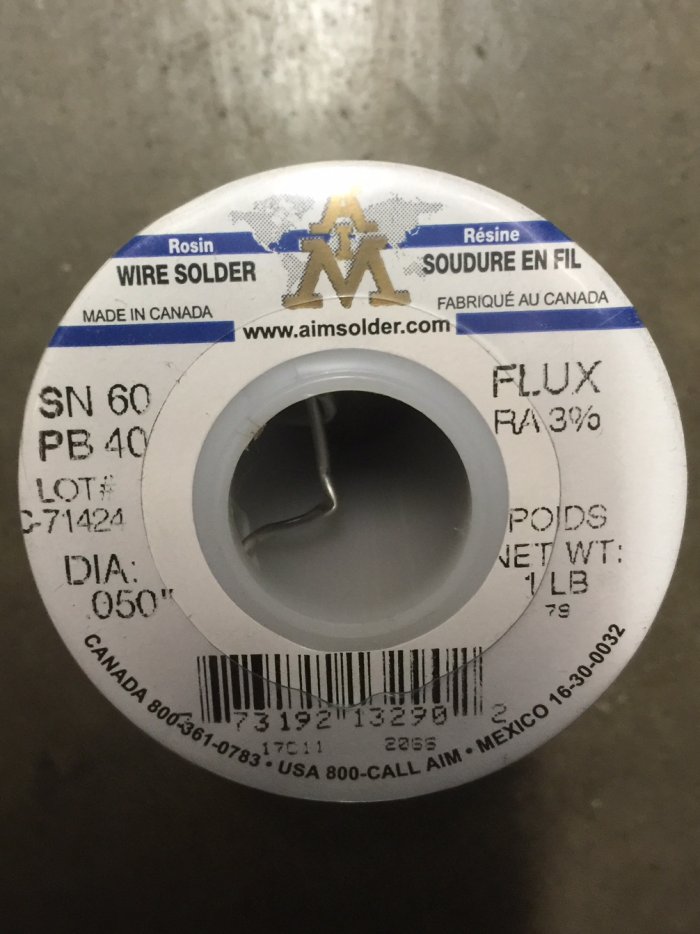 AIM
Rosin
WIRE SOLDER
MADE IN CANADA
Résine
SOUDURE EN FIL
FABRIQUÉ AU CANADA
www.aimsolder.com
SN 60
PB 40
LOT#
C-71424
DIA:
.050"
FLUX
RA 3%
POIDS
NET WT:
1 LB
79
73192 13290 2
17C11 2066
CANADA 800-361-0783 • USA 800-CALL AIM • MEXICO 16-30-0032